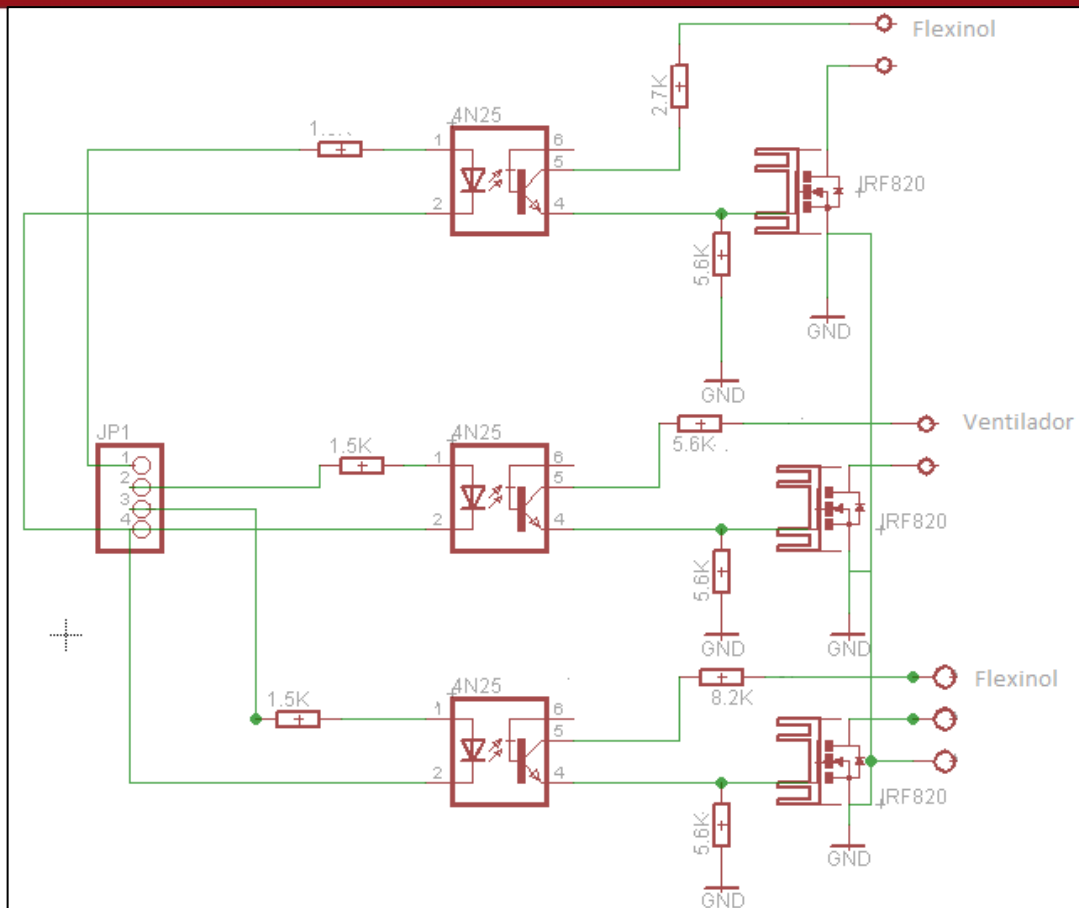 Flexinol
2.7K
4N25
1
2
6
5
4
IRF820
5.6K
GND
GND
JP1
1
2
3
4
1.5K
4N25
1
2
6
5
4
5.6K
Ventilador
IRF820
5.6K
GND
GND
1.5K
4N25
1
2
6
5
4
8.2K
Flexinol
IRF820
5.6K
GND
GND